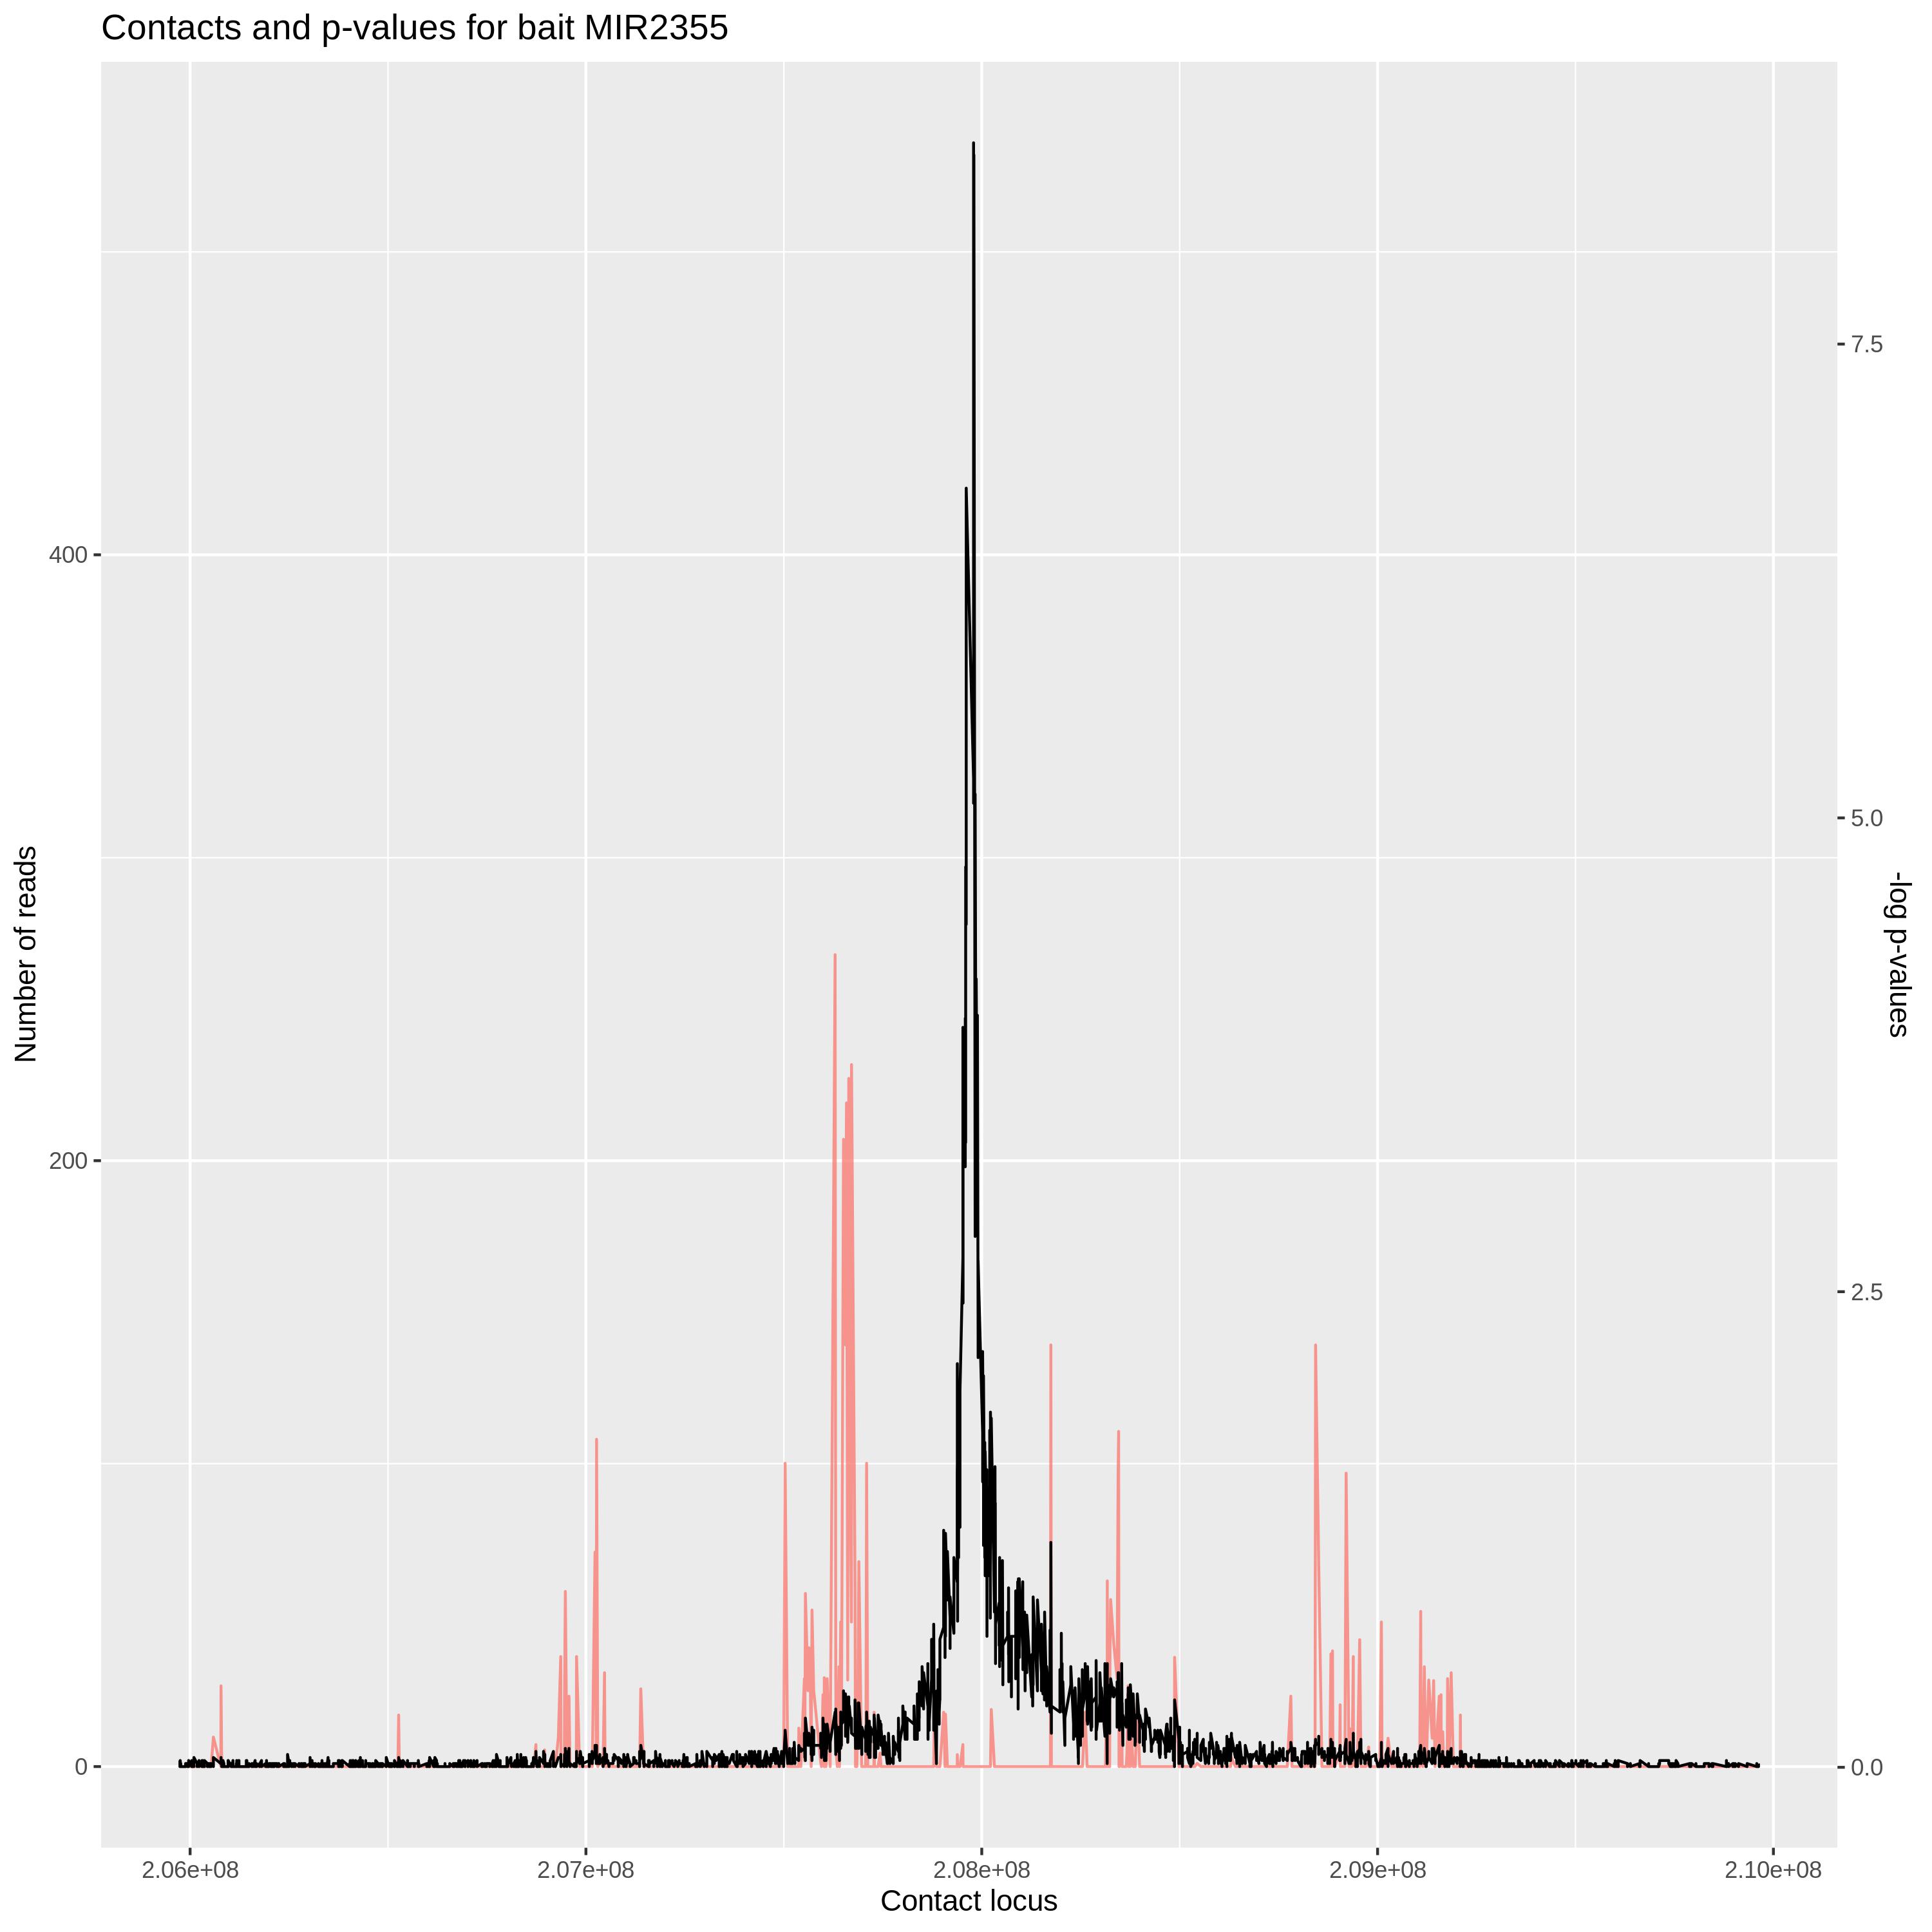 Contacts and p-values for bait MIR2355
Number of reads
400
200
0
7.5
5.0
2.5
0.0
-log p-values
2.06e+08
2.07e+08
2.08e+08
2.09e+08
2.10e+08
Contact locus